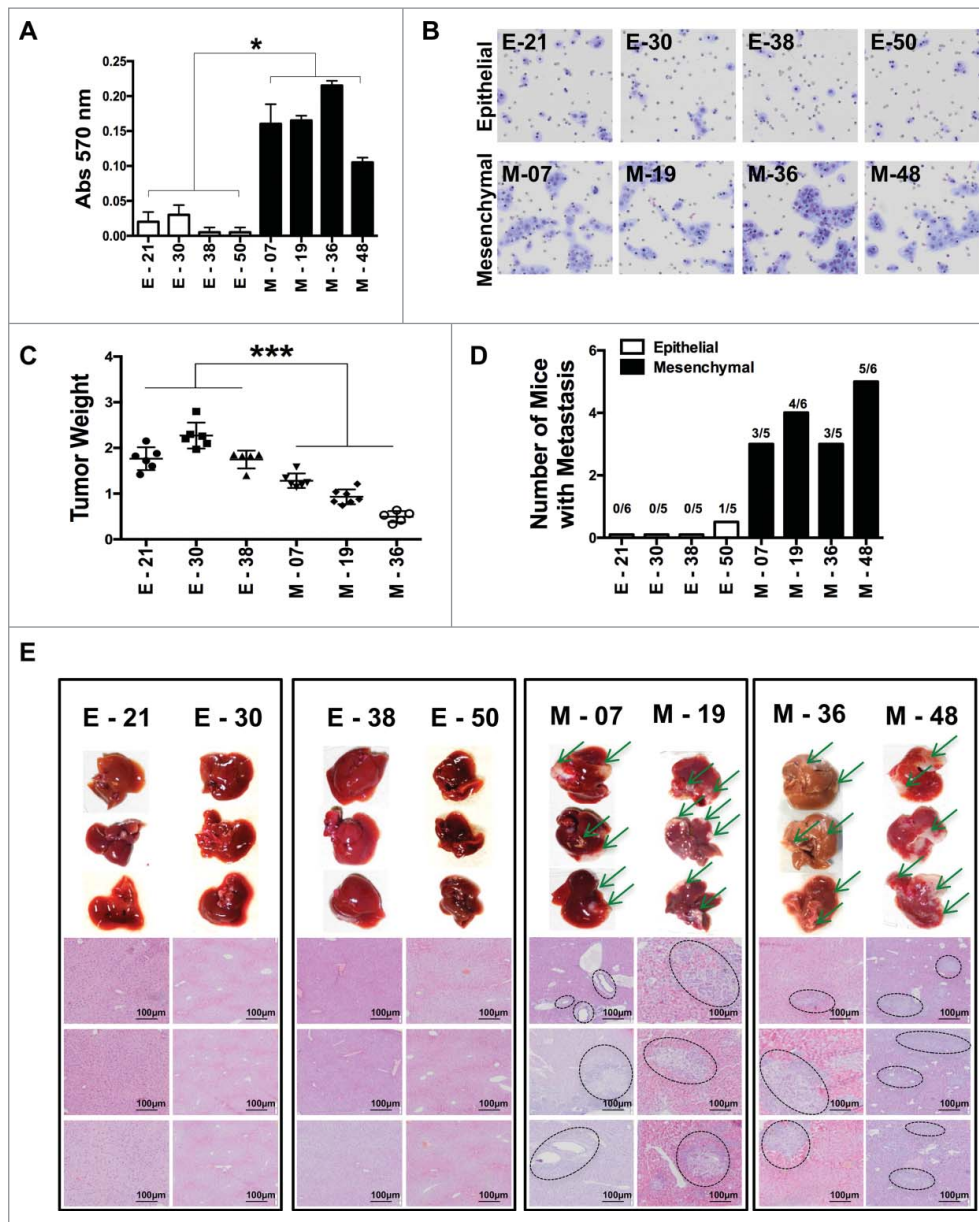 A
*
Abs 570 nm
0.20
0.15
0.10
0.05
0.00
E - 21
E - 30
E - 38
E - 50
M - 07
M - 19
M - 36
M - 48
B
Epithelial
E-21
E-30
E-38
E-50
Mesenchymal
M-07
M-19
M-36
M-48
C
***
Tumor Weight
4
3
2
1
0
E - 21
E - 30
E - 38
M - 07
M - 19
M - 36
D
Number of Mice
with Metastasis
6
4
2
0
Epithelial
Mesenchymal
0/6
0/5
0/5
1/5
3/5
4/6
3/5
5/6
E - 21
E - 30
E - 38
E - 50
M - 07
M - 19
M - 36
M - 48
E
E - 21 E - 30 E - 38 E - 50 M - 07 M - 19 M - 36 M - 48
100µm 100µm 100µm 100µm 100µm 100µm 100µm 100µm
100µm 100µm 100µm 100µm 100µm 100µm 100µm 100µm
100µm 100µm 100µm 100µm 100µm 100µm 100µm 100µm